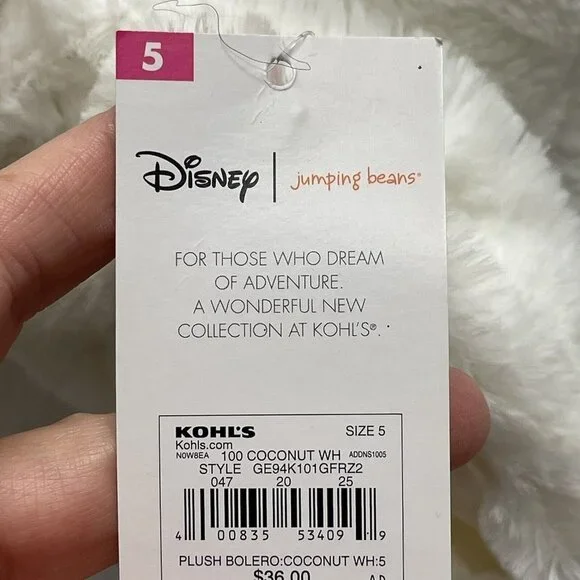 5
Disney | jumping beans®
FOR THOSE WHO DREAM
OF ADVENTURE.
A WONDERFUL NEW
COLLECTION AT KOHL'S®.
KOHL'S SIZE 5
Kohls.com
N0W8EA 100 COCONUT WH ADDNS1005
STYLE GE94K101GFRZ2
047 20 25
4 00835 53409 9
PLUSH BOLERO:COCONUT WH:5
$36.00 AD